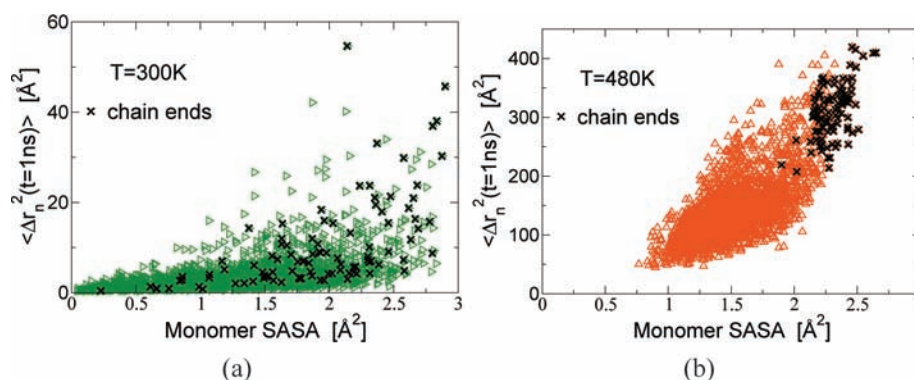 <Δr_n^2(t=1ns)> [Å^2]
60
40
20
0
T=300K
× chain ends
0 0.5 1 1.5 2 2.5 3
Monomer SASA [Å^2]
(a)
<Δr_n^2(t=1ns)> [Å^2]
400
300
200
100
0
T=480K
× chain ends
0 0.5 1 1.5 2 2.5 3
Monomer SASA [Å^2]
(b)